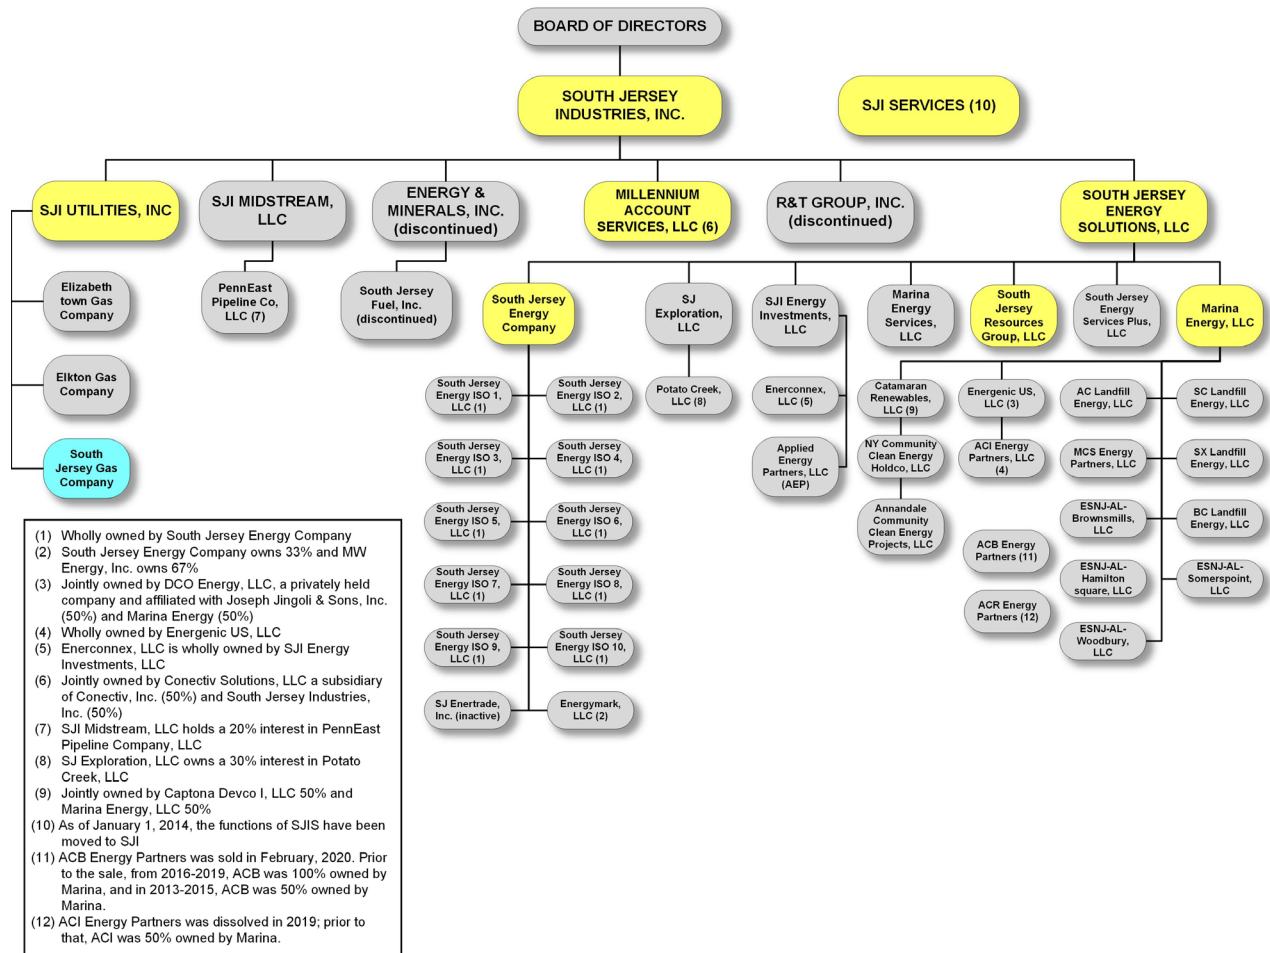 BOARD OF DIRECTORS
SOUTH JERSEY
INDUSTRIES, INC.
SJI SERVICES (10)
SJI UTILITIES, INC
SJI MIDSTREAM,
LLC
ENERGY &
MINERALS, INC.
(discontinued)
MILLENNIUM
ACCOUNT
SERVICES, LLC (6)
R&T GROUP, INC.
(discontinued)
SOUTH JERSEY
ENERGY
SOLUTIONS, LLC
Elizabeth
town Gas
Company
Elkton Gas
Company
South
Jersey Gas
Company
PennEast
Pipeline Co,
LLC (7)
South Jersey
Fuel, Inc.
(discontinued)
South Jersey
Energy
Company
SJ
Exploration,
LLC
SJI Energy
Investments,
LLC
Marina
Energy
Services,
LLC
South
Jersey
Resources
Group, LLC
South Jersey
Energy
Services Plus,
LLC
Marina
Energy, LLC
South Jersey
Energy ISO 1,
LLC (1)
South Jersey
Energy ISO 2,
LLC (1)
South Jersey
Energy ISO 3,
LLC (1)
South Jersey
Energy ISO 4,
LLC (1)
South Jersey
Energy ISO 5,
LLC (1)
South Jersey
Energy ISO 6,
LLC (1)
South Jersey
Energy ISO 7,
LLC (1)
South Jersey
Energy ISO 8,
LLC (1)
South Jersey
Energy ISO 9,
LLC (1)
South Jersey
Energy ISO 10,
LLC (1)
SJ Enertrade,
Inc. (inactive)
Energymark,
LLC (2)
Potato Creek,
LLC (8)
Enerconnex,
LLC (5)
Applied
Energy
Partners, LLC
(AEP)
Catamaran
Renewables,
LLC (9)
NY Community
Clean Energy
Holdco, LLC
Annandale
Community
Clean Energy
Projects, LLC
Energenic US,
LLC (3)
ACI Energy
Partners, LLC
(4)
ACB Energy
Partners (11)
ACR Energy
Partners (12)
AC Landfill
Energy, LLC
SC Landfill
Energy, LLC
MCS Energy
Partners, LLC
SX Landfill
Energy, LLC
ESNJ-AL-
Brownsmills,
LLC
BC Landfill
Energy, LLC
ESNJ-AL-
Hamilton
square, LLC
ESNJ-AL-
Somerspoint,
LLC
ESNJ-AL-
Woodbury,
LLC
(1) Wholly owned by South Jersey Energy Company
(2) South Jersey Energy Company owns 33% and MW
Energy, Inc. owns 67%
(3) Jointly owned by DCO Energy, LLC, a privately held
company and affiliated with Joseph Jingoli & Sons, Inc.
(50%) and Marina Energy (50%)
(4) Wholly owned by Energenic US, LLC
(5) Enerconnex, LLC is wholly owned by SJI Energy
Investments, LLC
(6) Jointly owned by Conectiv Solutions, LLC a subsidiary
of Conectiv, Inc. (50%) and South Jersey Industries,
Inc. (50%)
(7) SJI Midstream, LLC holds a 20% interest in PennEast
Pipeline Company, LLC
(8) SJ Exploration, LLC owns a 30% interest in Potato
Creek, LLC
(9) Jointly owned by Captona Devco I, LLC 50% and
Marina Energy, LLC 50%
(10) As of January 1, 2014, the functions of SJIS have been
moved to SJI
(11) ACB Energy Partners was sold in February, 2020. Prior
to the sale, from 2016-2019, ACB was 100% owned by
Marina, and in 2013-2015, ACB was 50% owned by
Marina.
(12) ACI Energy Partners was dissolved in 2019; prior to
that, ACI was 50% owned by Marina.